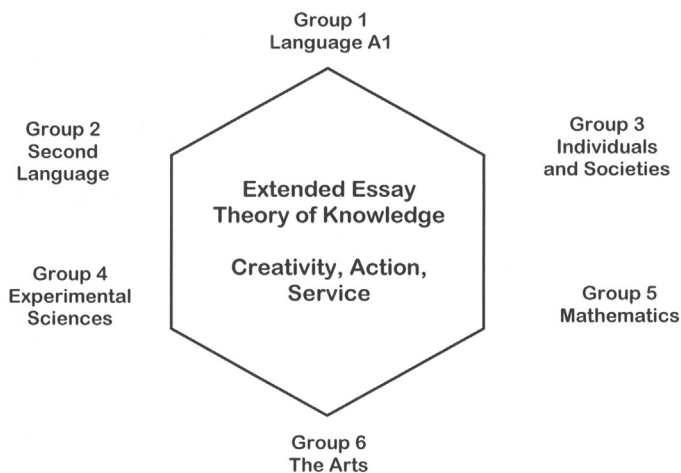 Group 1
Language A1
Group 2
Second
Language
Group 3
Individuals
and Societies
Extended Essay
Theory of Knowledge
Creativity, Action,
Service
Group 4
Experimental
Sciences
Group 5
Mathematics
Group 6
The Arts